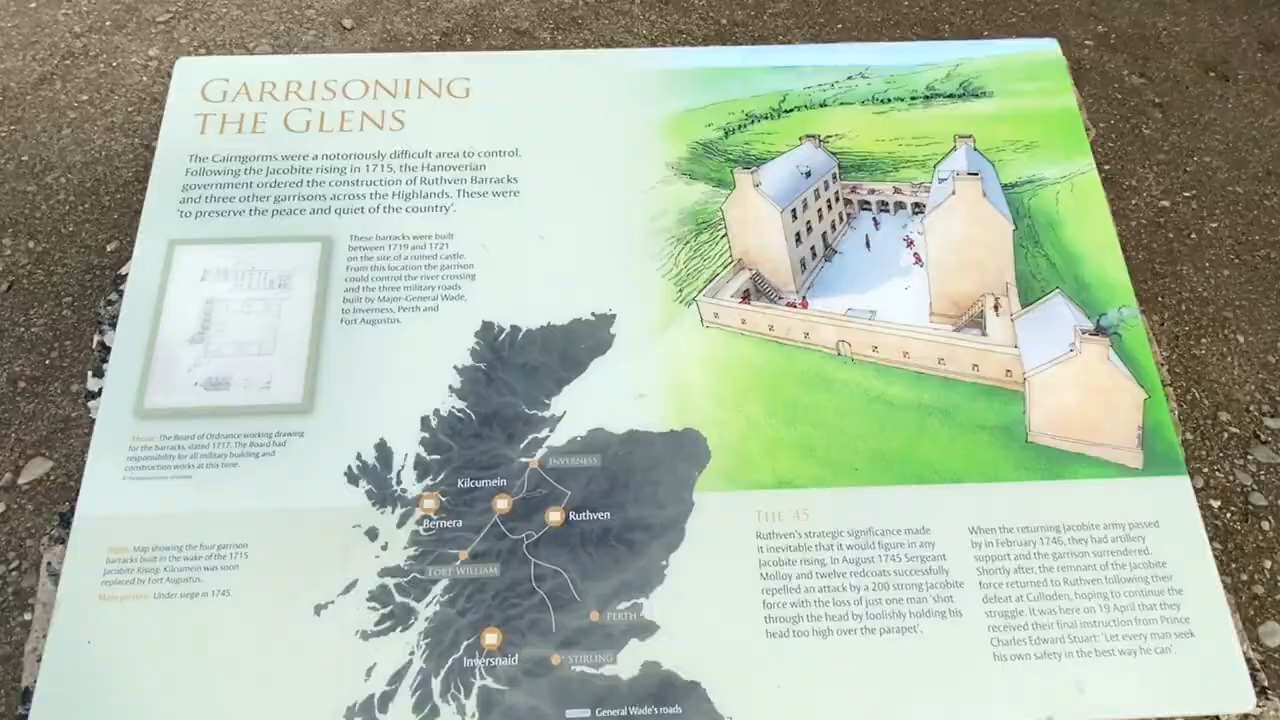 GARRISONING
THE GLENS
The Cairngorms were a notoriously difficult area to control.
Following the Jacobite rising in 1715, the Hanoverian
government ordered the construction of Ruthven Barracks
and three other garrisons across the Highlands. These were
'to preserve the peace and quiet of the country'.
These barracks were built
between 1719 and 1721
on the site of a ruined castle.
From this location the garrison
could control the river crossing
and the three military roads
built by Major-General Wade,
to Inverness, Perth and
Fort Augustus.
Above: The Board of Ordnance working drawing
for the barracks, dated 1717. The Board had
responsibility for all military building and
construction works at this time.
Map showing the four garrison
barracks built in the wake of the 1715
Jacobite Rising. Kilcumein was soon
replaced by Fort Augustus.
Main picture: Under siege in 1745.
INVERNESS
Kilcumein
Bernera
Ruthven
FORT WILLIAM
PERTH
Inversnaid
STIRLING
General Wade's roads
THE '45
Ruthven's strategic significance made
it inevitable that it would figure in any
Jacobite rising. In August 1745 Sergeant
Molloy and twelve redcoats successfully
repelled an attack by a 200 strong Jacobite
force with the loss of just one man 'shot
through the head by foolishly holding his
head too high over the parapet'.
When the returning Jacobite army passed
by in February 1746, they had artillery
support and the garrison surrendered.
Shortly after, the remnant of the Jacobite
force returned to Ruthven following their
defeat at Culloden, hoping to continue the
struggle. It was here on 19 April that they
received their final instruction from Prince
Charles Edward Stuart: 'Let every man seek
his own safety in the best way he can'.